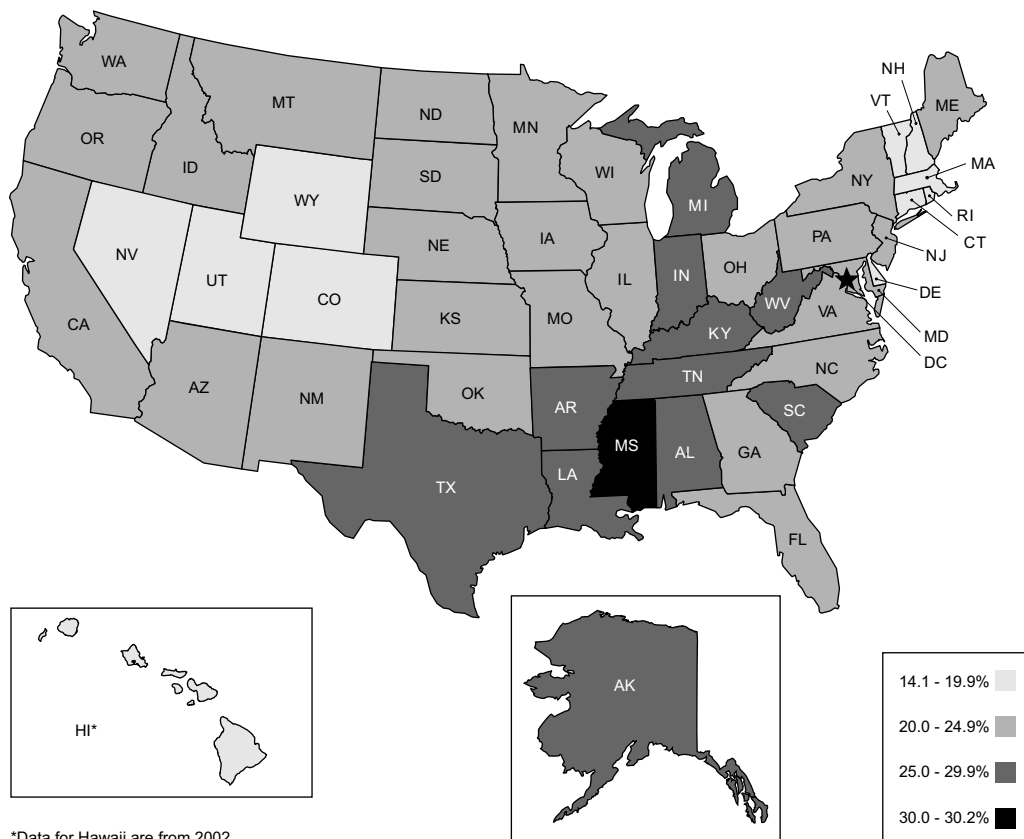 NH
VT
ME
WA
MT
ND
MN
OR
ID
SD
WI
NY
MA
WY
MI
RI
CT
NE
IA
PA
NJ
NV
UT
CO
IL
IN
OH
DE
WV
CA
KS
MO
VA
MD
KY
DC
NC
TN
AZ
NM
OK
AR
SC
MS
AL
GA
LA
TX
FL
AK
HI*
14.1 - 19.9%
20.0 - 24.9%
25.0 - 29.9%
30.0 - 30.2%
*Data for Hawaii are from 2002